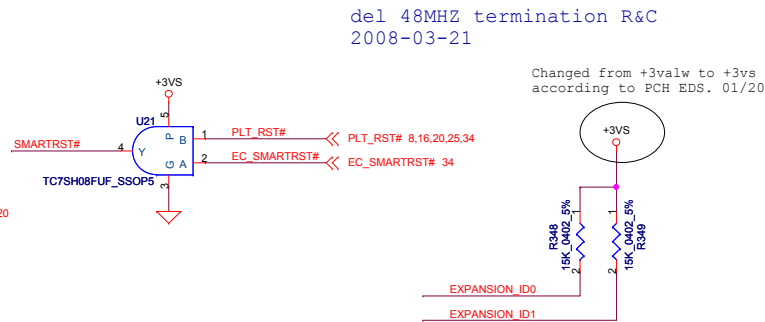 del 48MHZ termination R&C
2008-03-21
Changed from +3valw to +3vs
according to PCH EDS. 01/20
+3VS
+3VS
U21
5
P
SMARTRST#
4
Y
B
1
PLT_RST#
PLT_RST# 8,16,20,25,34
G
A
2
EC_SMARTRST#
EC_SMARTRST# 34
TC7SH08FUF_SSOP5
3
20
1
1
R348
15K_0402_5%
15K_0402_5%
R349
2
2
EXPANSION_ID0
EXPANSION_ID1